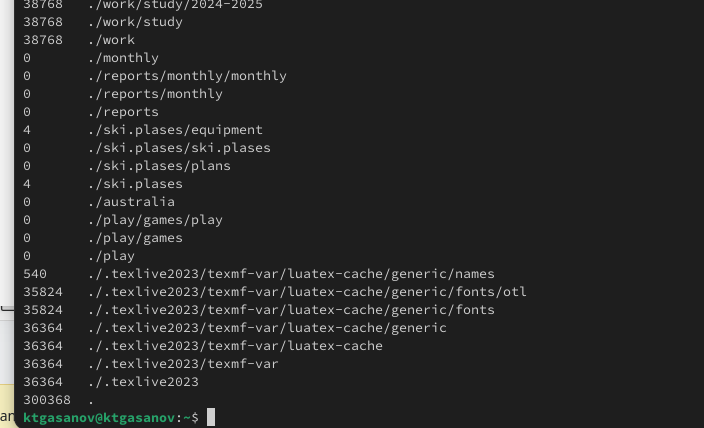 38768 ./work/study/2024-2025
38768 ./work/study
38768 ./work
0 ./monthly
0 ./reports/monthly/monthly
0 ./reports/monthly
0 ./reports
4 ./ski.plases/equipment
0 ./ski.plases/ski.plases
0 ./ski.plases/plans
4 ./ski.plases
0 ./australia
0 ./play/games/play
0 ./play/games
0 ./play
540 ./.texlive2023/texmf-var/luatex-cache/generic/names
35824 ./.texlive2023/texmf-var/luatex-cache/generic/fonts/otl
35824 ./.texlive2023/texmf-var/luatex-cache/generic/fonts
36364 ./.texlive2023/texmf-var/luatex-cache/generic
36364 ./.texlive2023/texmf-var/luatex-cache
36364 ./.texlive2023/texmf-var
36364 ./.texlive2023
300368 .
ktgasanov@ktgasanov:~$